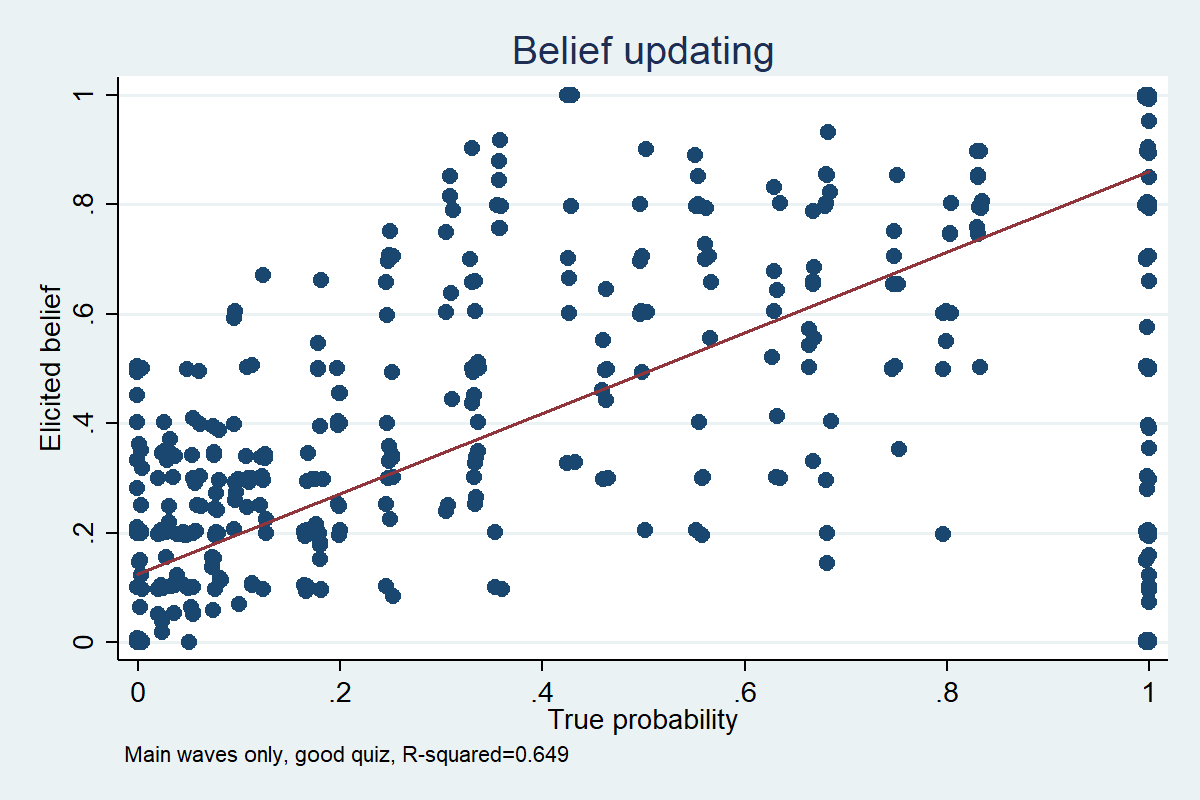 Belief updating
Elicited belief
1
.8
.6
.4
.2
0
0 .2 .4 .6 .8 1
True probability
Main waves only, good quiz, R-squared=0.649